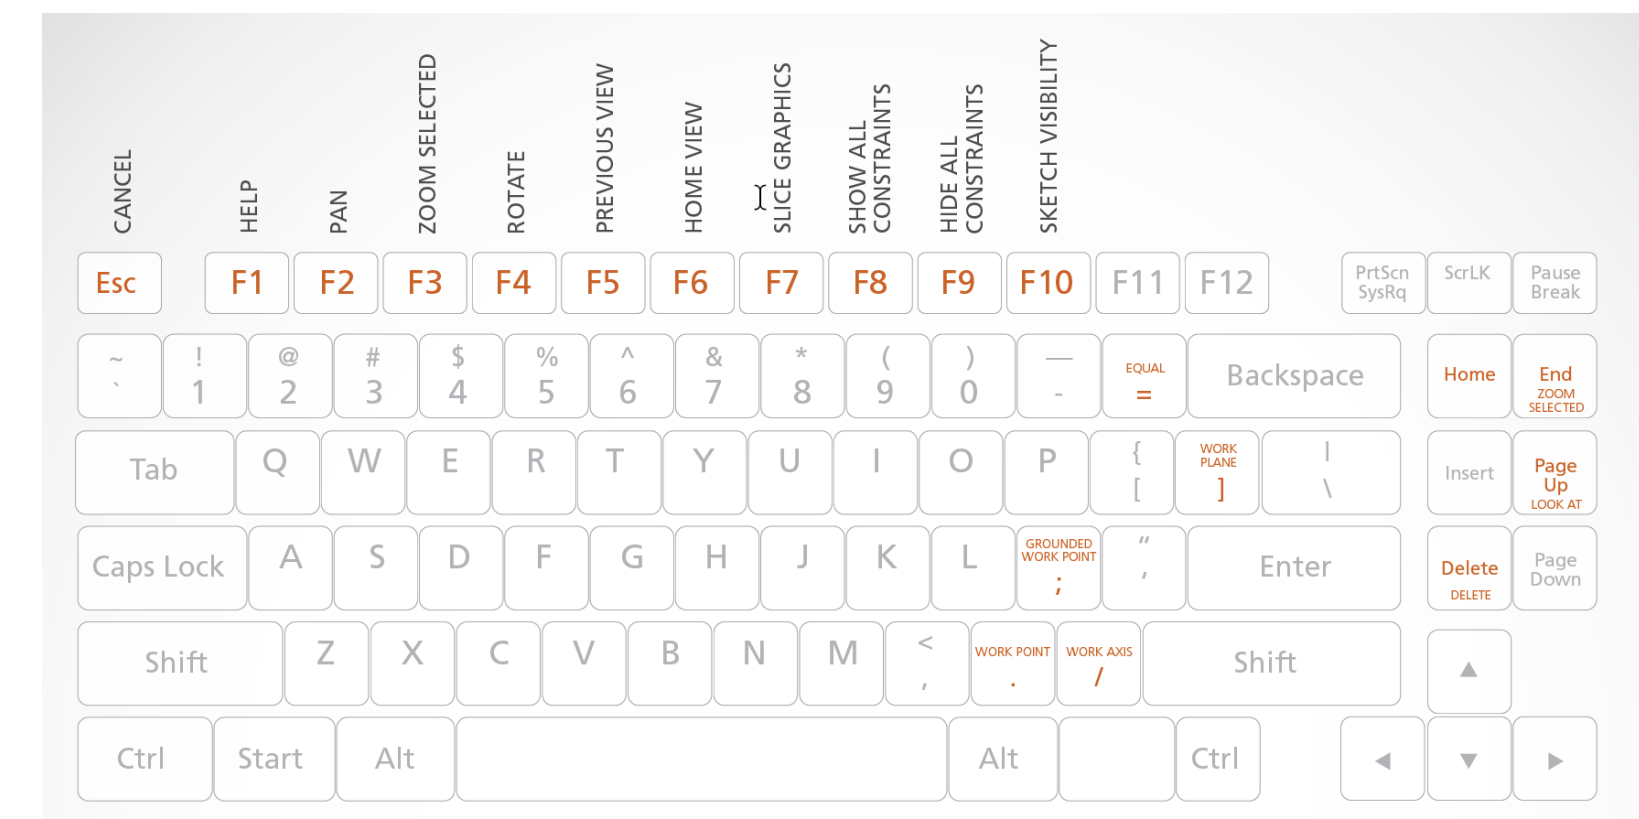 CANCEL
HELP
PAN
ZOOM SELECTED
ROTATE
PREVIOUS VIEW
HOME VIEW
SLICE GRAPHICS
SHOW ALL
CONSTRAINTS
HIDE ALL
CONSTRAINTS
SKETCH VISIBILITY
Esc F1 F2 F3 F4 F5 F6 F7 F8 F9 F10 F11 F12
PrtScn
SysRq
ScrLK
Pause
Break
~
`
!
1
@
2
#
3
$
4
%
5
^
6
&
7
*
8
(
9
)
0
—
-
EQUAL
=
Backspace
Home
End
ZOOM
SELECTED
Tab
Q W E R T Y U I O P
{
[
WORK
PLANE
]
|
\
Insert
Page
Up
LOOK AT
Caps Lock
A S D F G H J K L
GROUNDED
WORK POINT
;
“
,
Enter
Delete
DELETE
Page
Down
Shift
Z X C V B N M
<
,
WORK POINT
.
WORK AXIS
/
Shift
▲
Ctrl Start Alt Alt Ctrl
◀ ▼ ▶